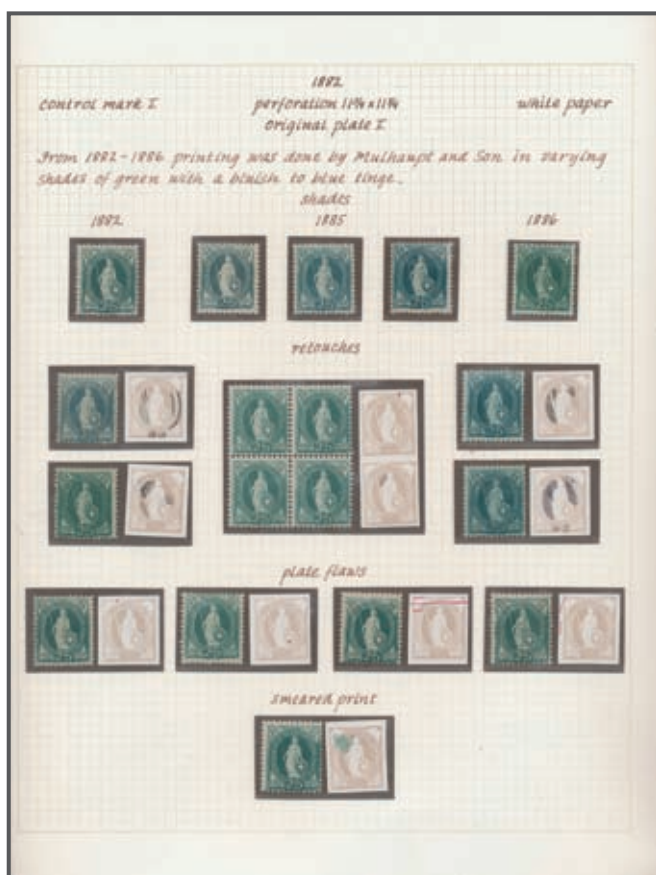 1882
control mark I perforation 11¾ x 11¾ white paper
original plate I
From 1882-1886 printing was done by Mulhaupt and Son in varying
shades of green with a bluish to blue tinge.
shades
1882 1885 1886
retouches
plate flaws
smeared print